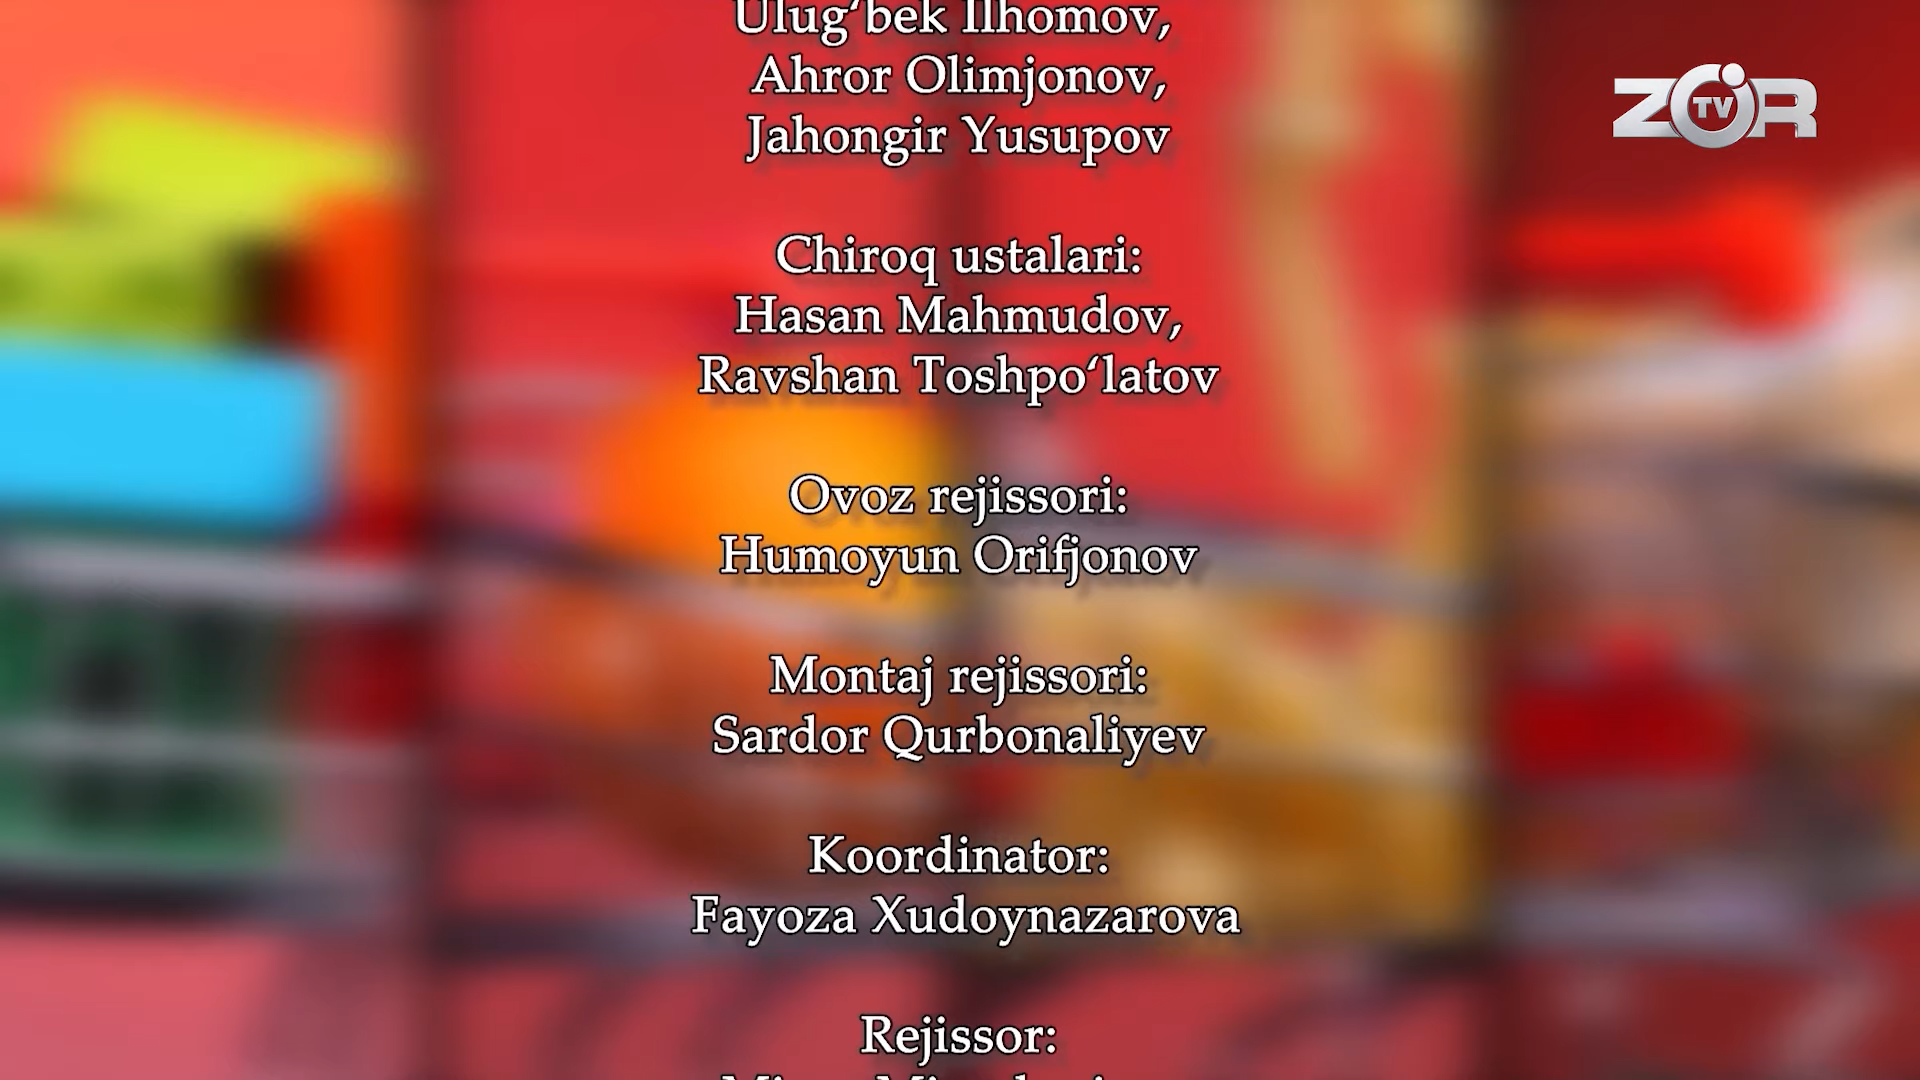 Ulug‘bek Ilhomov,
Ahror Olimjonov,
Jahongir Yusupov
Chiroq ustalari:
Hasan Mahmudov,
Ravshan Toshpo‘latov
Ovoz rejissori:
Humoyun Orifjonov
Montaj rejissori:
Sardor Qurbonaliyev
Koordinator:
Fayoza Xudoynazarova
Rejissor:
ZO'R TV